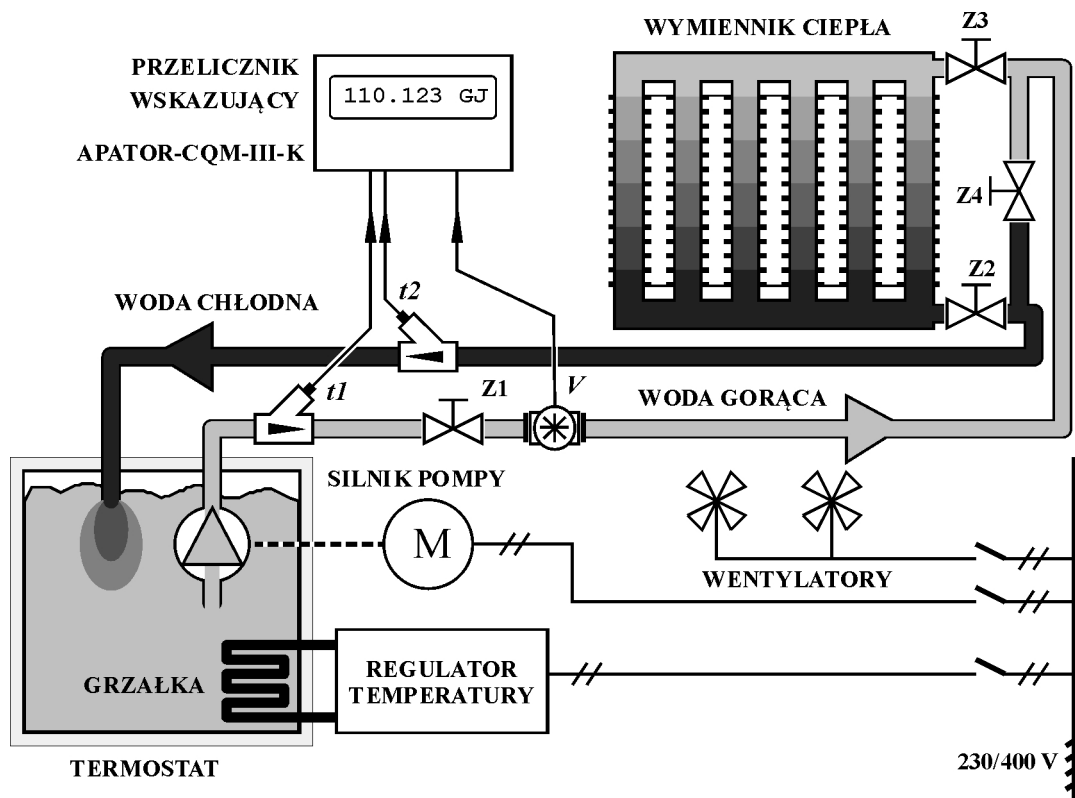 WYMIENNIK CIEPŁA
Z3
PRZELICZNIK
WSKAZUJĄCY
110.123 GJ
APATOR-CQM-III-K
Z4
Z2
WODA CHŁODNA
t2
t1
Z1
V
WODA GORĄCA
SILNIK POMPY
M
WENTYLATORY
GRZAŁKA
REGULATOR
TEMPERATURY
TERMOSTAT
230/400 V